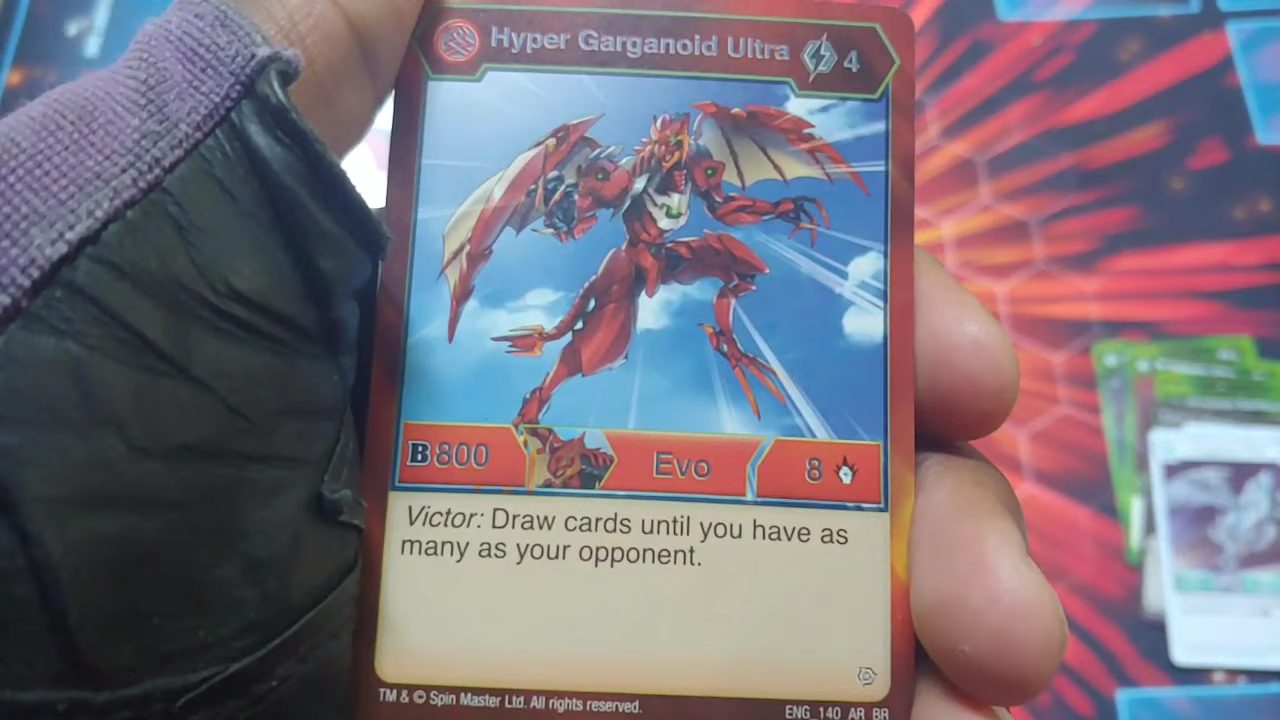 Hyper Garganoid Ultra 4
B800 Evo 8
Victor: Draw cards until you have as
many as your opponent.
TM & © Spin Master Ltd. All rights reserved.
ENG_140_AR_BR